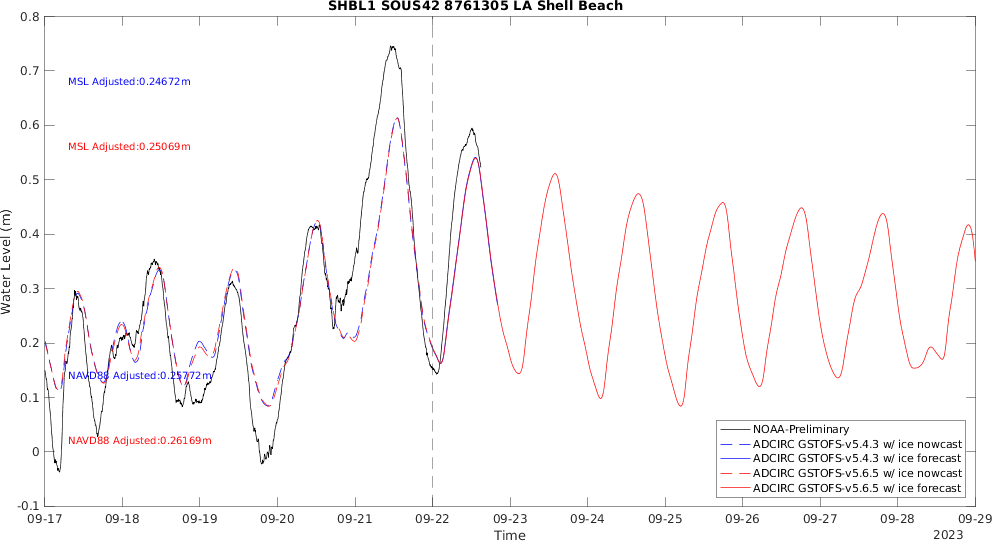 SHBL1 SOUS42 8761305 LA Shell Beach
0.8
0.7
0.6
0.5
0.4
0.3
0.2
0.1
0
-0.1
Water Level (m)
MSL Adjusted:0.24672m
MSL Adjusted:0.25069m
NAVD88 Adjusted:0.25772m
NAVD88 Adjusted:0.26169m
NOAA-Preliminary
ADCIRC GSTOFS-v5.4.3 w/ ice nowcast
ADCIRC GSTOFS-v5.4.3 w/ ice forecast
ADCIRC GSTOFS-v5.6.5 w/ ice nowcast
ADCIRC GSTOFS-v5.6.5 w/ ice forecast
09-17 09-18 09-19 09-20 09-21 09-22 09-23 09-24 09-25 09-26 09-27 09-28 09-29
Time
2023